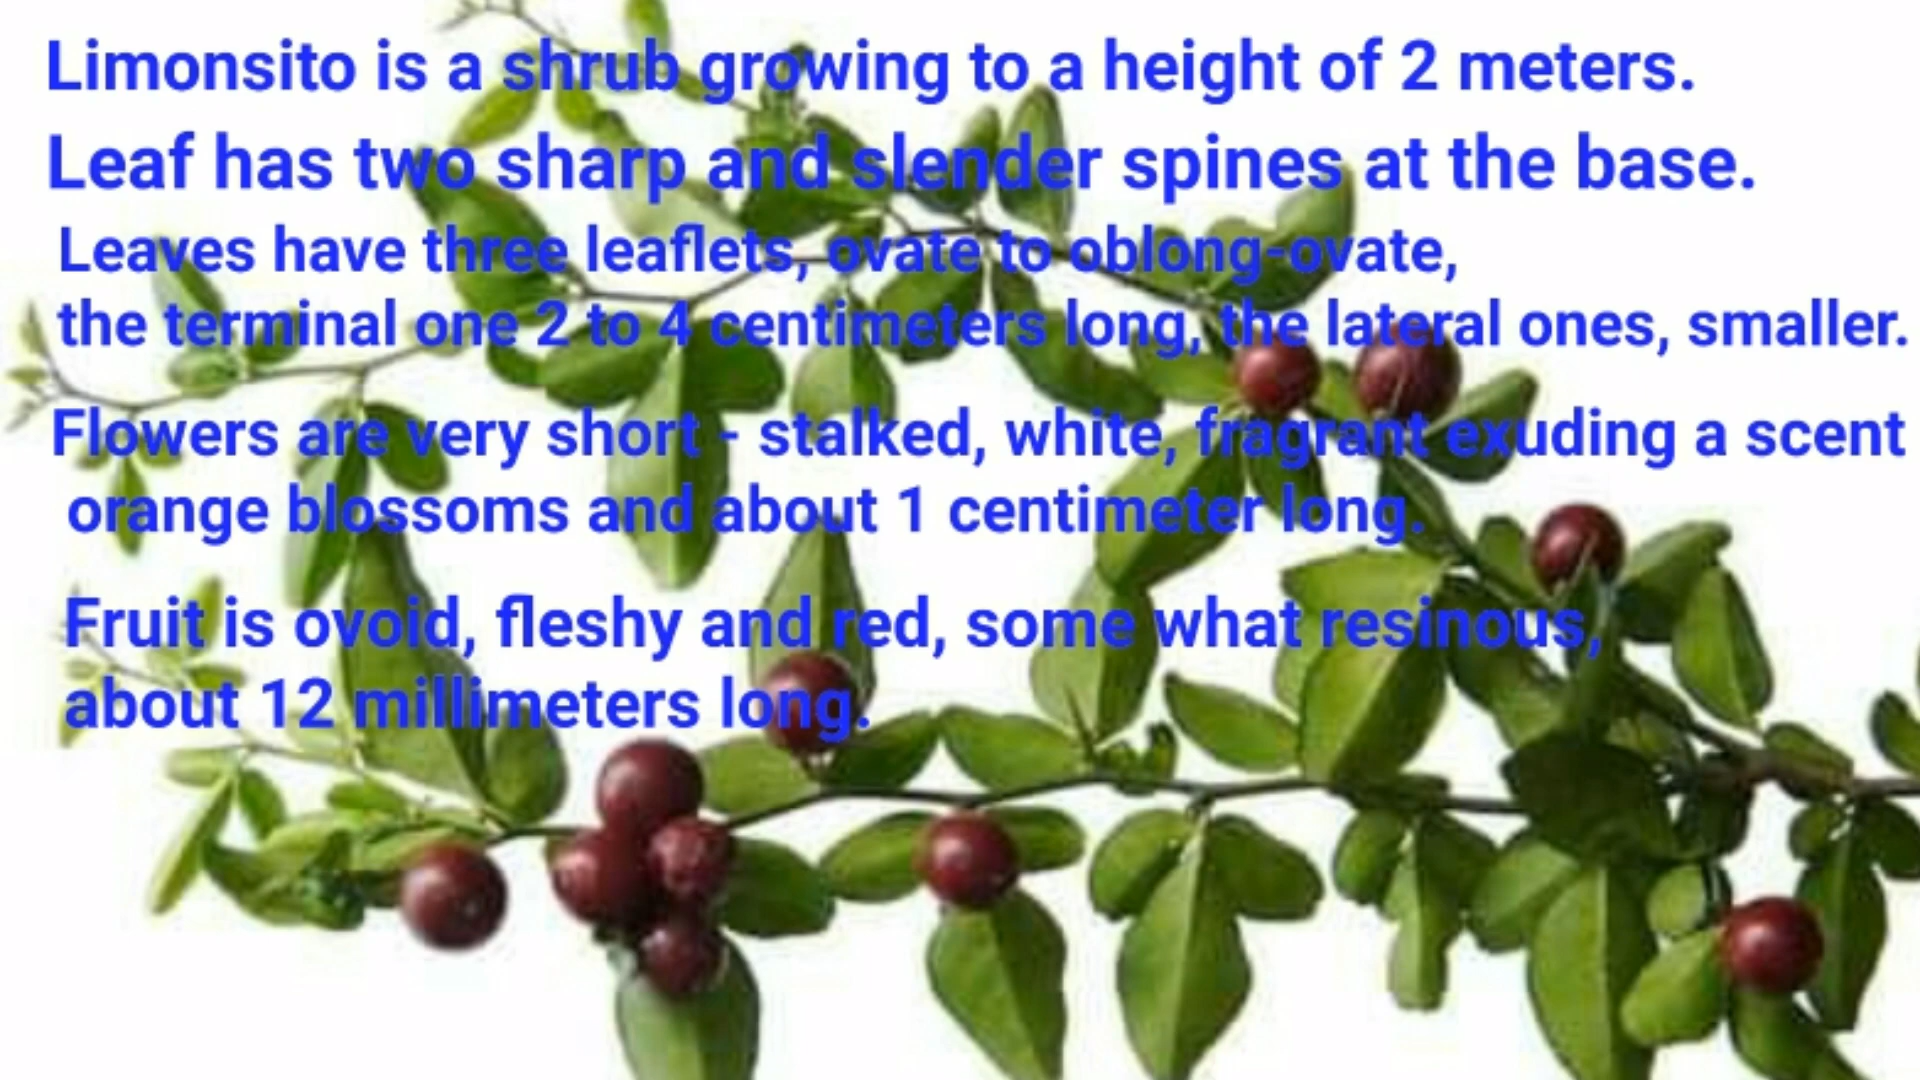 Limonsito is a shrub growing to a height of 2 meters.
Leaf has two sharp and slender spines at the base.
Leaves have three leaflets, ovate to oblong-ovate,
the terminal one 2 to 4 centimeters long, the lateral ones, smaller.
Flowers are very short - stalked, white, fragrant exuding a scent
orange blossoms and about 1 centimeter long.
Fruit is ovoid, fleshy and red, some what resinous,
about 12 millimeters long.